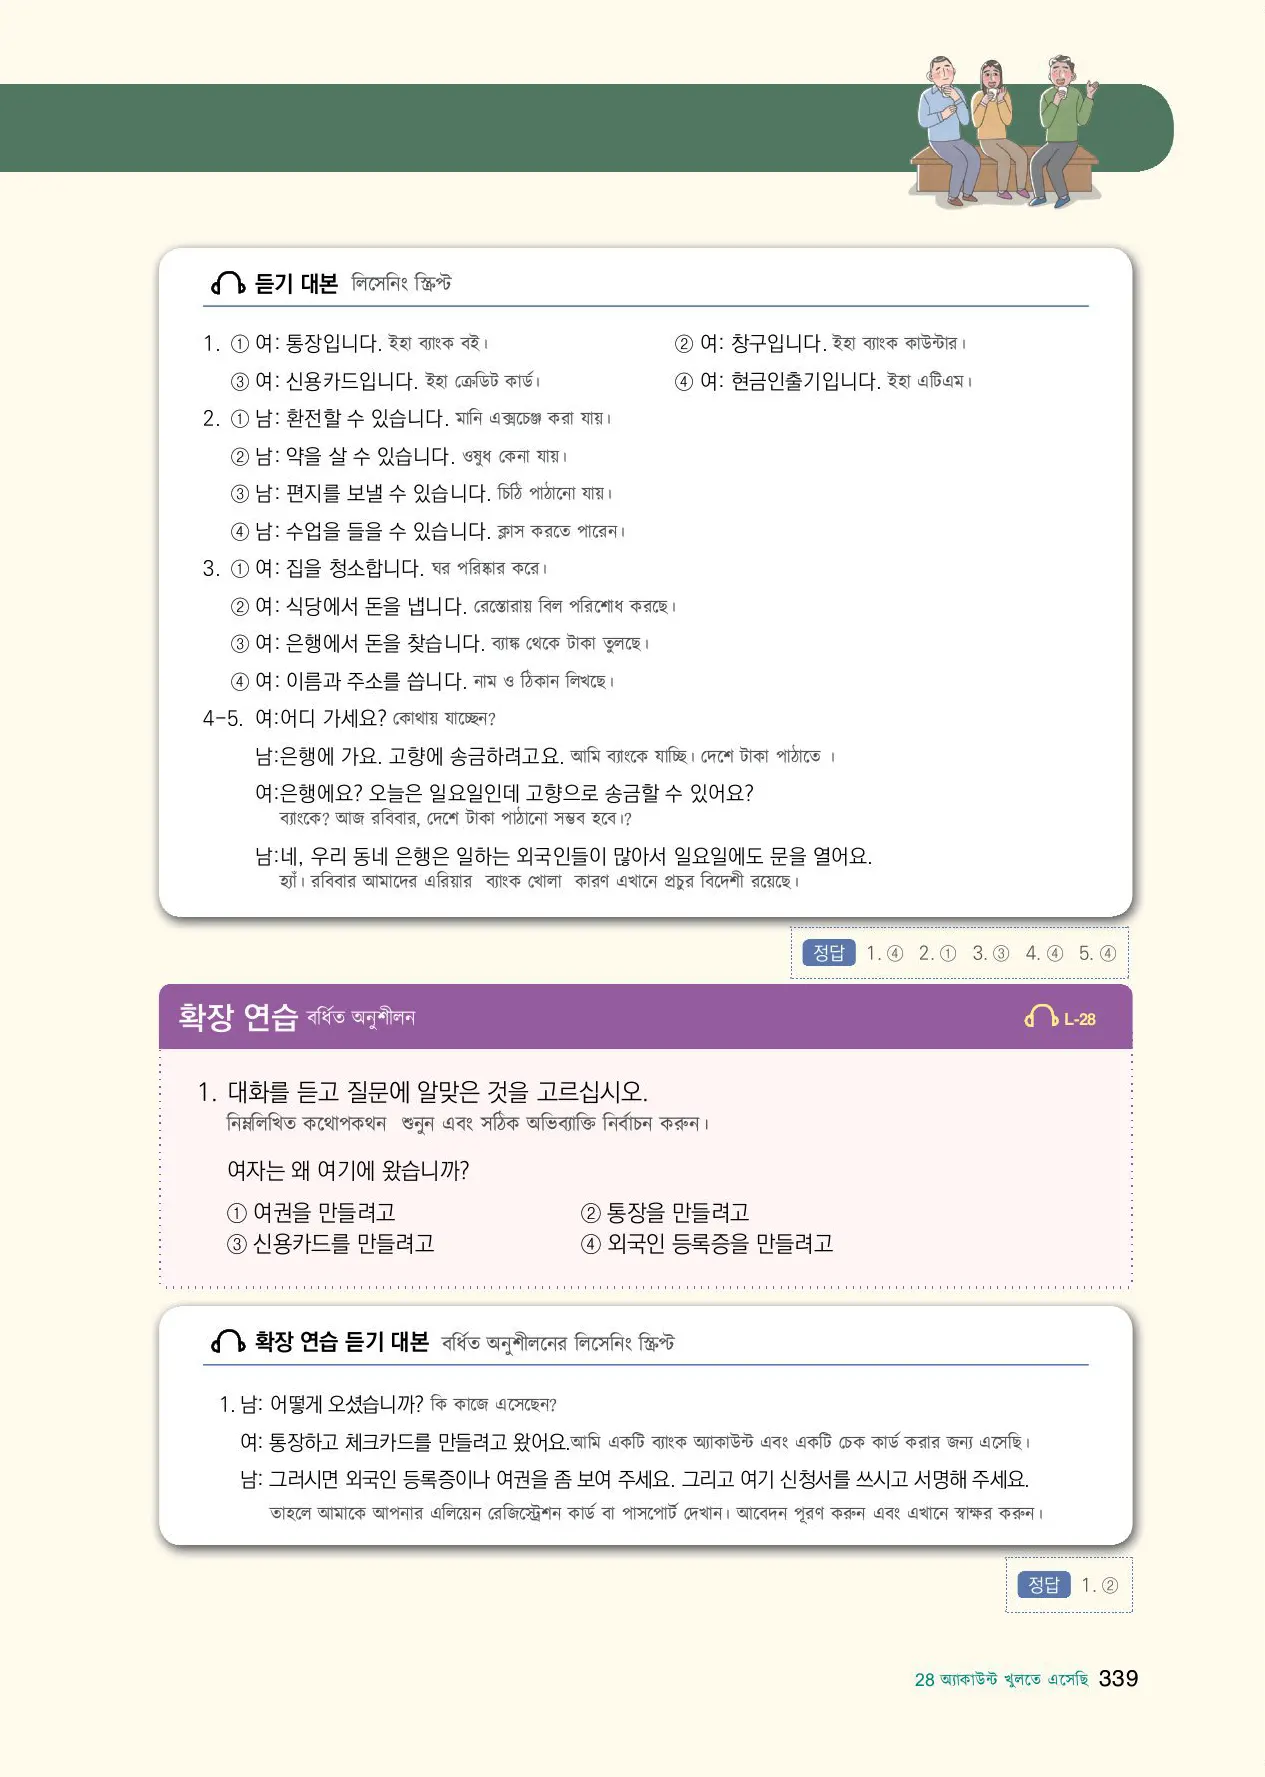 듣기 대본 লিসেনিং স্ক্রিপ্ট
1. ① 여: 통장입니다. ইহা ব্যাংক বই। ② 여: 창구입니다. ইহা ব্যাংক কাউন্টার।
③ 여: 신용카드입니다. ইহা ক্রেডিট কার্ড। ④ 여: 현금인출기입니다. ইহা এটিএম।
2. ① 남: 환전할 수 있습니다. মানি এক্সচেঞ্জ করা যায়।
② 남: 약을 살 수 있습니다. ওষুধ কেনা যায়।
③ 남: 편지를 보낼 수 있습니다. চিঠি পাঠানো যায়।
④ 남: 수업을 들을 수 있습니다. ক্লাস করতে পারেন।
3. ① 여: 집을 청소합니다. ঘর পরিষ্কার করে।
② 여: 식당에서 돈을 냅니다. রেস্তোরায় বিল পরিশোধ করছে।
③ 여: 은행에서 돈을 찾습니다. ব্যাঙ্ক থেকে টাকা তুলছে।
④ 여: 이름과 주소를 씁니다. নাম ও ঠিকান লিখছে।
4-5. 여:어디 가세요? কোথায় যাচ্ছেন?
남:은행에 가요. 고향에 송금하려고요. আমি ব্যাংকে যাচ্ছি। দেশে টাকা পাঠাতে ।
여:은행에요? 오늘은 일요일인데 고향으로 송금할 수 있어요?
ব্যাংকে? আজ রবিবার, দেশে টাকা পাঠানো সম্ভব হবে।?
남:네, 우리 동네 은행은 일하는 외국인들이 많아서 일요일에도 문을 열어요.
হ্যাঁ। রবিবার আমাদের এরিয়ার ব্যাংক খোলা কারণ এখানে প্রচুর বিদেশী রয়েছে।
정답 1. ④ 2. ① 3. ③ 4. ④ 5. ④
확장 연습 বর্ধিত অনুশীলন L-28
1. 대화를 듣고 질문에 알맞은 것을 고르십시오.
নিম্নলিখিত কথোপকথন শুনুন এবং সঠিক অভিব্যাক্তি নির্বাচন করুন।
여자는 왜 여기에 왔습니까?
① 여권을 만들려고 ② 통장을 만들려고
③ 신용카드를 만들려고 ④ 외국인 등록증을 만들려고
확장 연습 듣기 대본 বর্ধিত অনুশীলনের লিসেনিং স্ক্রিপ্ট
1. 남: 어떻게 오셨습니까? কি কাজে এসেছেন?
여: 통장하고 체크카드를 만들려고 왔어요.আমি একটি ব্যাংক অ্যাকাউন্ট এবং একটি চেক কার্ড করার জন্য এসেছি।
남: 그러시면 외국인 등록증이나 여권을 좀 보여 주세요. 그리고 여기 신청서를 쓰시고 서명해 주세요.
তাহলে আমাকে আপনার এলিয়েন রেজিস্ট্রেশন কার্ড বা পাসপোর্ট দেখান। আবেদন পূরণ করুন এবং এখানে স্বাক্ষর করুন।
정답 1. ②
28 অ্যাকাউন্ট খুলতে এসেছি 339